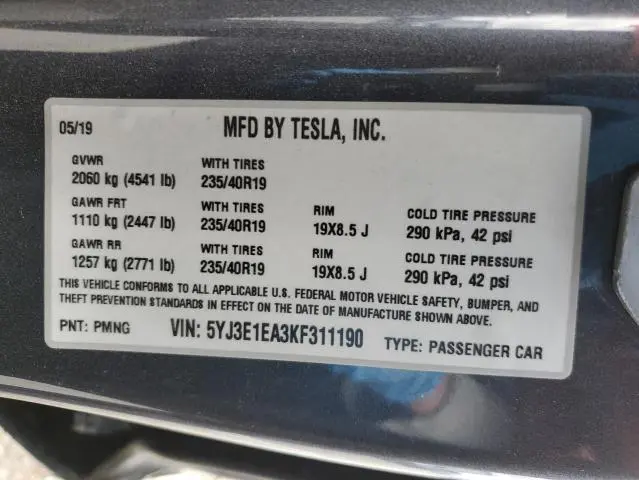 05/19 MFD BY TESLA, INC.
GVWR WITH TIRES
2060 kg (4541 lb) 235/40R19
GAWR FRT WITH TIRES RIM COLD TIRE PRESSURE
1110 kg (2447 lb) 235/40R19 19X8.5 J 290 kPa, 42 psi
GAWR RR WITH TIRES RIM COLD TIRE PRESSURE
1257 kg (2771 lb) 235/40R19 19X8.5 J 290 kPa, 42 psi
THIS VEHICLE CONFORMS TO ALL APPLICABLE U.S. FEDERAL MOTOR VEHICLE SAFETY, BUMPER, AND
THEFT PREVENTION STANDARDS IN EFFECT ON THE DATE OF MANUFACTURE SHOWN ABOVE.
PNT: PMNG VIN: 5YJ3E1EA3KF311190 TYPE: PASSENGER CAR